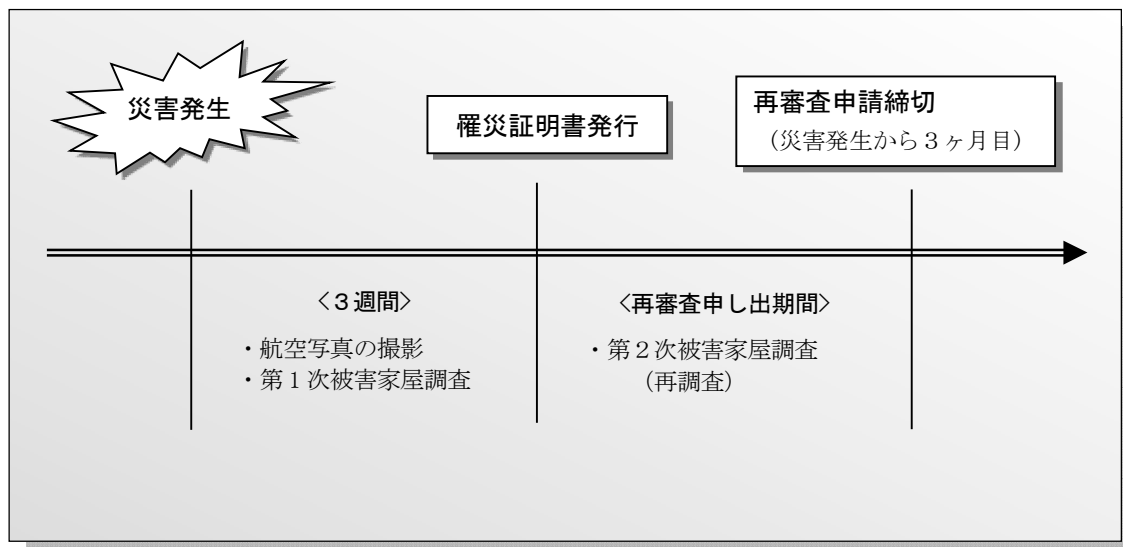 災害発生
罹災証明書発行
再審査申請締切
（災害発生から３ヶ月目）
〈３週間〉
・航空写真の撮影
・第１次被害家屋調査
〈再審査申し出期間〉
・第２次被害家屋調査
（再調査）